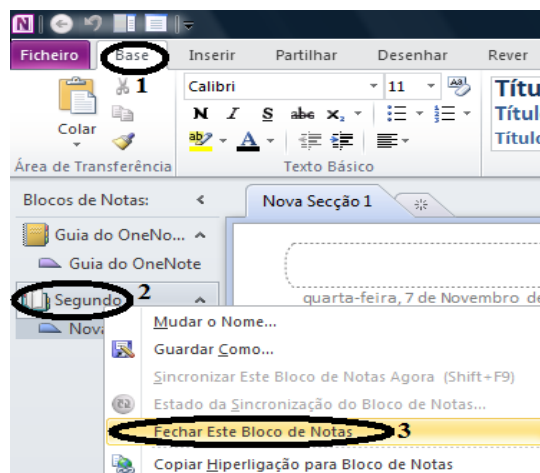 Ficheiro Base Inserir Partilhar Desenhar Rever
1
Calibri 11
Títu
N I S abc x₂
Títul
Colar
ab A
Título
Área de Transferência Texto Básico
Blocos de Notas:
Nova Secção 1
Guia do OneNo...
Guia do OneNote
Segundo 2
quarta-feira, 7 de Novembro de
Nova
Mudar o Nome...
Guardar Como...
Sincronizar Este Bloco de Notas Agora (Shift+F9)
Estado da Sincronização do Bloco de Notas...
Fechar Este Bloco de Notas 3
Copiar Hiperligação para Bloco de Notas